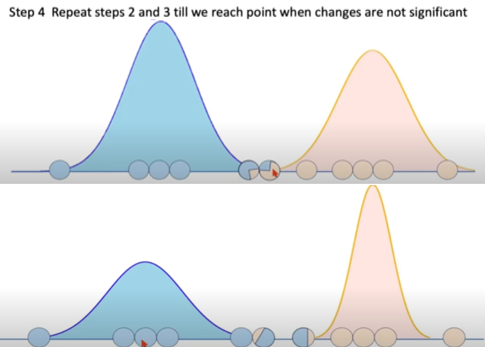 Step 4 Repeat steps 2 and 3 till we reach point when changes are not significant